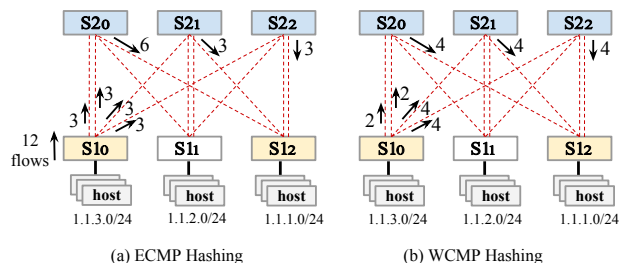 S20 S21 S22
6 3 3
3 3 3 3
12
flows
S10 S11 S12
host host host
1.1.3.0/24 1.1.2.0/24 1.1.1.0/24
(a) ECMP Hashing
S20 S21 S22
4 4 4
2 2 4 4
S10 S11 S12
host host host
1.1.3.0/24 1.1.2.0/24 1.1.1.0/24
(b) WCMP Hashing